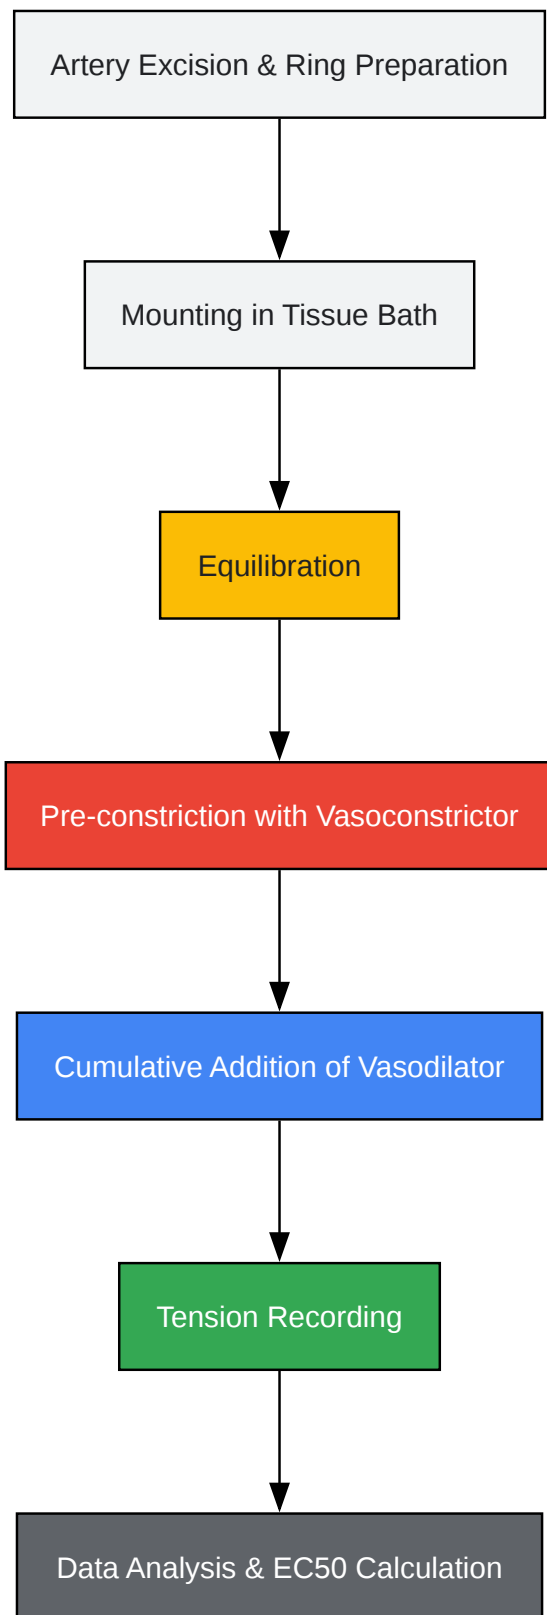 Artery Excision & Ring Preparation
Mounting in Tissue Bath
Equilibration
Pre-constriction with Vasoconstrictor
Cumulative Addition of Vasodilator
Tension Recording
Data Analysis & EC50 Calculation